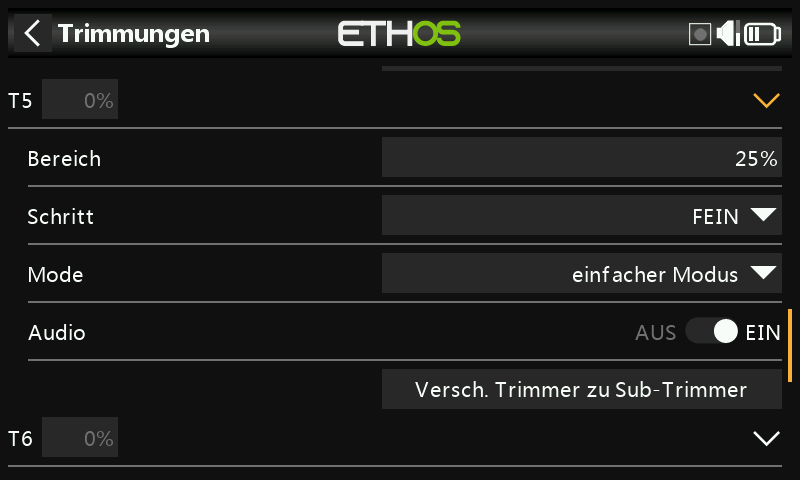 Trimmungen ETHOS
T5 0%
Bereich 25%
Schritt FEIN
Mode einfacher Modus
Audio AUS EIN
Versch. Trimmer zu Sub-Trimmer
T6 0%